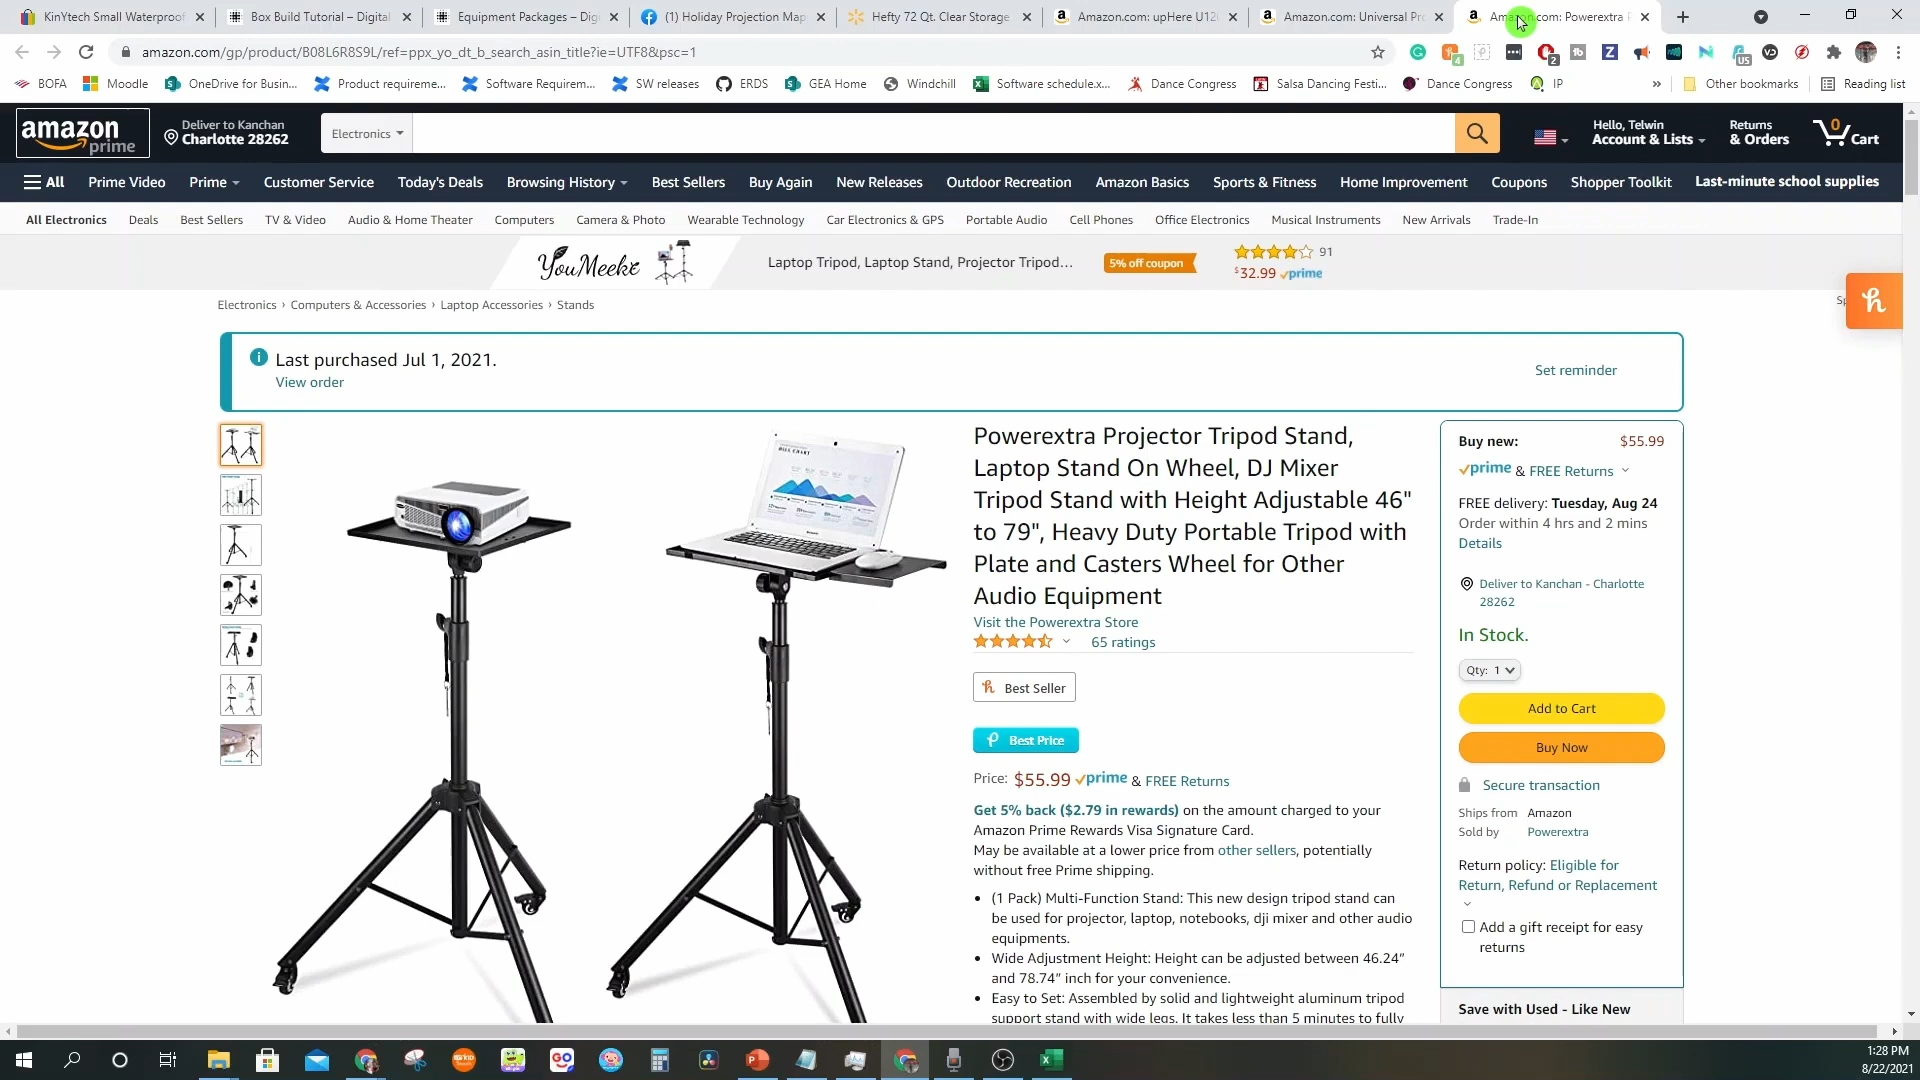 KinYtech Small Waterproof
Box Build Tutorial – Digital
Equipment Packages – Dig
(1) Holiday Projection Map
Hefty 72 Qt. Clear Storage
Amazon.com: upHere U12
Amazon.com: Universal Pro
Amazon.com: Powerextra P
amazon.com/gp/product/B08L6R8S9L/ref=ppx_yo_dt_b_search_asin_title?ie=UTF8&psc=1
BOFA
Moodle
OneDrive for Busin...
Product requireme...
Software Requirem...
SW releases
ERDS
GEA Home
Windchill
Software schedule.x...
Dance Congress
Salsa Dancing Festi...
Dance Congress
IP
»
Other bookmarks
Reading list
amazon
prime
Deliver to Kanchan
Charlotte 28262
Electronics
Hello, Telwin
Account & Lists
Returns
& Orders
0
Cart
All
Prime Video
Prime
Customer Service
Today's Deals
Browsing History
Best Sellers
Buy Again
New Releases
Outdoor Recreation
Amazon Basics
Sports & Fitness
Home Improvement
Coupons
Shopper Toolkit
Last-minute school supplies
All Electronics
Deals
Best Sellers
TV & Video
Audio & Home Theater
Computers
Camera & Photo
Wearable Technology
Car Electronics & GPS
Portable Audio
Cell Phones
Office Electronics
Musical Instruments
New Arrivals
Trade-In
YouMeeke
Laptop Tripod, Laptop Stand, Projector Tripod...
5% off coupon
91
$32.99 prime
Electronics › Computers & Accessories › Laptop Accessories › Stands
Last purchased Jul 1, 2021.
View order
Set reminder
Powerextra Projector Tripod Stand,
Laptop Stand On Wheel, DJ Mixer
Tripod Stand with Height Adjustable 46"
to 79", Heavy Duty Portable Tripod with
Plate and Casters Wheel for Other
Audio Equipment
Visit the Powerextra Store
65 ratings
Best Seller
Best Price
Price: $55.99 prime & FREE Returns
Get 5% back ($2.79 in rewards) on the amount charged to your
Amazon Prime Rewards Visa Signature Card.
May be available at a lower price from other sellers, potentially
without free Prime shipping.
• (1 Pack) Multi-Function Stand: This new design tripod stand can
be used for projector, laptop, notebooks, dji mixer and other audio
equipments.
• Wide Adjustment Height: Height can be adjusted between 46.24”
and 78.74” inch for your convenience.
• Easy to Set: Assembled by solid and lightweight aluminum tripod
support stand with wide legs. It takes less than 5 minutes to fully
Buy new: $55.99
prime & FREE Returns
FREE delivery: Tuesday, Aug 24
Order within 4 hrs and 2 mins
Details
Deliver to Kanchan - Charlotte
28262
In Stock.
Qty: 1
Add to Cart
Buy Now
Secure transaction
Ships from Amazon
Sold by Powerextra
Return policy: Eligible for
Return, Refund or Replacement
Add a gift receipt for easy
returns
Save with Used - Like New
1:28 PM
8/22/2021